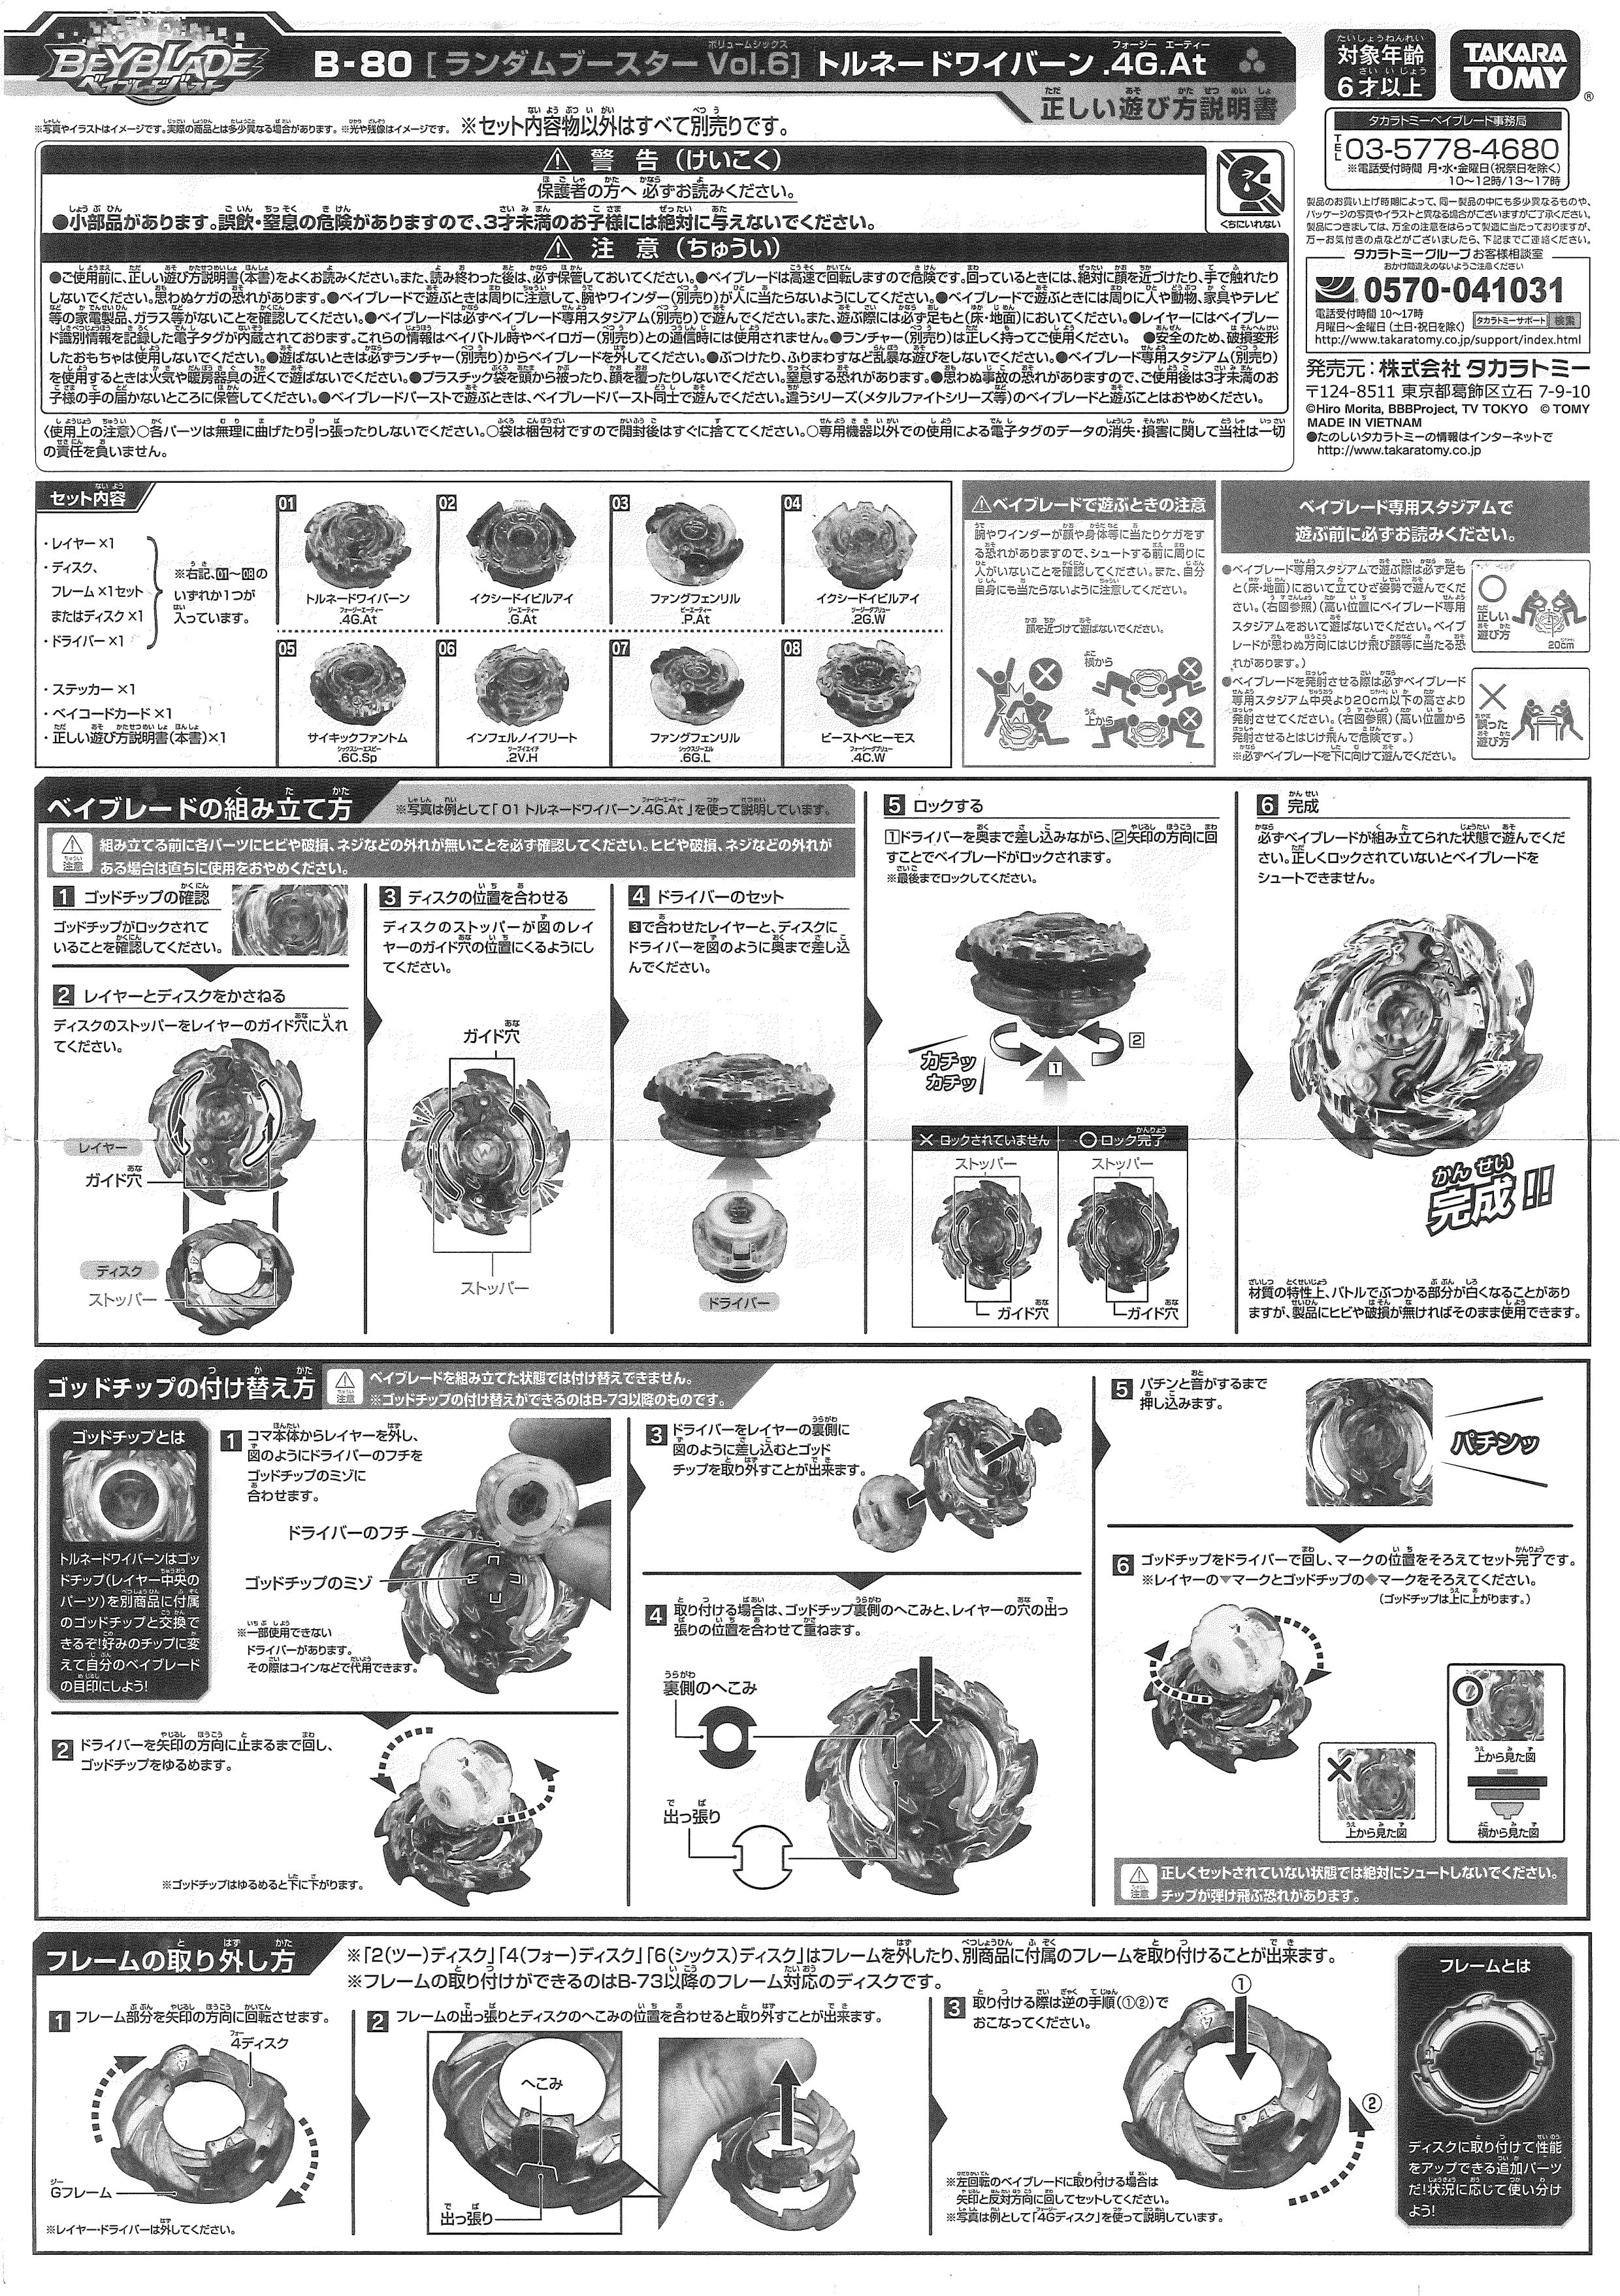 BEYBLADE
ベイブレードバースト
B-80 [ランダムブースター Vol.6] トルネードワイバーン .4G.At
正しい遊び方説明書
対象年齢
6才以上
TAKARA
TOMY
®
※写真やイラストはイメージです。実際の商品とは多少異なる場合があります。※光や残像はイメージです。 ※セット内容物以外はすべて別売りです。
⚠ 警告(けいこく)
保護者の方へ 必ずお読みください。
●小部品があります。誤飲・窒息の危険がありますので、3才未満のお子様には絶対に与えないでください。
くちにいれない
⚠ 注意(ちゅうい)
●ご使用前に、正しい遊び方説明書(本書)をよくお読みください。また、読み終わった後は、必ず保管しておいてください。●ベイブレードは高速で回転しますので危険です。回っているときには、絶対に顔を近づけたり、手で触れたり
しないでください。思わぬケガの恐れがあります。●ベイブレードで遊ぶときは周りに注意して、腕やワインダー(別売り)が人に当たらないようにしてください。●ベイブレードで遊ぶときには周りに人や動物、家具やテレビ
等の家電製品、ガラス等がないことを確認してください。●ベイブレードは必ずベイブレード専用スタジアム(別売り)で遊んでください。また、遊ぶ際には必ず足もと(床・地面)においてください。●レイヤーにはベイブレー
ド識別情報を記録した電子タグが内蔵されております。これらの情報はベイバトル時やベイロガー(別売り)との通信時には使用されません。●ランチャー(別売り)は正しく持ってご使用ください。 ●安全のため、破損変形
したおもちゃは使用しないでください。●遊ばないときは必ずランチャー(別売り)からベイブレードを外してください。●ぶつけたり、ふりまわすなど乱暴な遊びをしないでください。●ベイブレード専用スタジアム(別売り)
を使用するときは火気や暖房器具の近くで遊ばないでください。●プラスチック袋を頭から被ったり、顔を覆ったりしないでください。窒息する恐れがあります。●思わぬ事故の恐れがありますので、ご使用後は3才未満のお
子様の手の届かないところに保管してください。●ベイブレードバーストで遊ぶときは、ベイブレードバースト同士で遊んでください。違うシリーズ(メタルファイトシリーズ等)のベイブレードと遊ぶことはおやめください。
〈使用上の注意〉○各パーツは無理に曲げたり引っ張ったりしないでください。○袋は梱包材ですので開封後はすぐに捨ててください。○専用機器以外での使用による電子タグのデータの消失・損害に関して当社は一切
の責任を負いません。
タカラトミーベイブレード事務局
TEL 03-5778-4680
※電話受付時間 月・水・金曜日(祝祭日を除く)
10〜12時/13〜17時
製品のお買い上げ時期によって、同一製品の中にも多少異なるものや、
パッケージの写真やイラストと異なる場合がございますがご了承ください。
製品につきましては、万全の注意をはらって製造に当たっておりますが、
万一お気付きの点などがございましたら、下記までご連絡ください。
タカラトミーグループお客様相談室
おかけ間違えのないようご注意ください
0570-041031
電話受付時間 10〜17時
月曜日〜金曜日(土日・祝日を除く)
タカラトミーサポート 検索
http://www.takaratomy.co.jp/support/index.html
発売元:株式会社 タカラトミー
〒124-8511 東京都葛飾区立石 7-9-10
©Hiro Morita, BBBProject, TV TOKYO ©TOMY
MADE IN VIETNAM
●たのしいタカラトミーの情報はインターネットで
http://www.takaratomy.co.jp
セット内容
・レイヤー×1
・ディスク、
フレーム×1セット
またはディスク×1
・ドライバー×1
※右記、01〜08の
いずれか1つが
入っています。
・ステッカー×1
・ベイコードカード×1
・正しい遊び方説明書(本書)×1
01
トルネードワイバーン
.4G.At
02
イクシードイビルアイ
.G.At
03
ファングフェンリル
.P.At
04
イクシードイビルアイ
.2G.W
05
サイキックファントム
.6C.Sp
06
インフェルノイフリート
.2V.H
07
ファングフェンリル
.6G.L
08
ビーストベヒーモス
.4C.W
⚠ベイブレードで遊ぶときの注意
腕やワインダーが顔や身体等に当たりケガをす
る恐れがありますので、シュートする前に周りに
人がいないことを確認してください。また、自分
自身にも当たらないように注意してください。
顔を近づけて遊ばないでください。
横から
上から
ベイブレード専用スタジアムで
遊ぶ前に必ずお読みください。
●ベイブレード専用スタジアムで遊ぶ際は必ず足も
と(床・地面)において立てひざ姿勢で遊んでくだ
さい。(右図参照)(高い位置にベイブレード専用
スタジアムをおいて遊ばないでください。ベイブ
レードが思わぬ方向にはじけ飛び顔等に当たる恐
れがあります。)
●ベイブレードを発射させる際は必ずベイブレード
専用スタジアム中央より20cm以下の高さより
発射させてください。(右図参照)(高い位置から
発射させるとはじけ飛んで危険です。)
※必ずベイブレードを下に向けて遊んでください。
正しい
遊び方
20cm
誤った
遊び方
ベイブレードの組み立て方
※写真は例として「01 トルネードワイバーン.4G.At」を使って説明しています。
⚠注意
組み立てる前に各パーツにヒビや破損、ネジなどの外れが無いことを必ず確認してください。ヒビや破損、ネジなどの外れが
ある場合は直ちに使用をおやめください。
1 ゴッドチップの確認
ゴッドチップがロックされて
いることを確認してください。
2 レイヤーとディスクをかさねる
ディスクのストッパーをレイヤーのガイド穴に入れ
てください。
レイヤー
ガイド穴
ディスク
ストッパー
3 ディスクの位置を合わせる
ディスクのストッパーが図のレイ
ヤーのガイド穴の位置にくるようにし
てください。
ガイド穴
ストッパー
4 ドライバーのセット
3で合わせたレイヤーと、ディスクに
ドライバーを図のように奥まで差し込
んでください。
ドライバー
5 ロックする
1ドライバーを奥まで差し込みながら、2矢印の方向に回
すことでベイブレードがロックされます。
※最後までロックしてください。
カチッ
カチッ
1
2
×ロックされていません
○ロック完了
ストッパー
ストッパー
ガイド穴
ガイド穴
6 完成
必ずベイブレードが組み立てられた状態で遊んでくだ
さい。正しくロックされていないとベイブレードを
シュートできません。
かんせい
完成!!
材質の特性上、バトルでぶつかる部分が白くなることがあり
ますが、製品にヒビや破損が無ければそのまま使用できます。
ゴッドチップの付け替え方
⚠注意
ベイブレードを組み立てた状態では付け替えできません。
※ゴッドチップの付け替えができるのはB-73以降のものです。
ゴッドチップとは
トルネードワイバーンはゴッ
ドチップ(レイヤー中央の
パーツ)を別商品に付属
のゴッドチップと交換で
きるぞ!好みのチップに変
えて自分のベイブレード
の目印にしよう!
1 コマ本体からレイヤーを外し、
図のようにドライバーのフチを
ゴッドチップのミゾに
合わせます。
ドライバーのフチ
ゴッドチップのミゾ
※一部使用できない
ドライバーがあります。
その際はコインなどで代用できます。
2 ドライバーを矢印の方向に止まるまで回し、
ゴッドチップをゆるめます。
※ゴッドチップはゆるめると下に下がります。
3 ドライバーをレイヤーの裏側に
図のように差し込むとゴッド
チップを取り外すことが出来ます。
4 取り付ける場合は、ゴッドチップ裏側のへこみと、レイヤーの穴の出っ
張りの位置を合わせて重ねます。
裏側のへこみ
出っ張り
5 パチンと音がするまで
押し込みます。
パチンッ
6 ゴッドチップをドライバーで回し、マークの位置をそろえてセット完了です。
※レイヤーの▼マークとゴッドチップの◆マークをそろえてください。
(ゴッドチップは上に上がります。)
上から見た図
上から見た図
横から見た図
⚠注意
正しくセットされていない状態では絶対にシュートしないでください。
チップが弾け飛ぶ恐れがあります。
フレームの取り外し方
※「2(ツー)ディスク」「4(フォー)ディスク」「6(シックス)ディスク」はフレームを外したり、別商品に付属のフレームを取り付けることが出来ます。
※フレームの取り付けができるのはB-73以降のフレーム対応のディスクです。
1 フレーム部分を矢印の方向に回転させます。
4ディスク
Gフレーム
※レイヤー・ドライバーは外してください。
2 フレームの出っ張りとディスクのへこみの位置を合わせると取り外すことが出来ます。
へこみ
出っ張り
3 取り付ける際は逆の手順(①②)で
おこなってください。
①
②
※左回転のベイブレードに取り付ける場合は
矢印と反対方向に回してセットしてください。
※写真は例として「4Gディスク」を使って説明しています。
フレームとは
ディスクに取り付けて性能
をアップできる追加パーツ
だ!状況に応じて使い分け
よう!